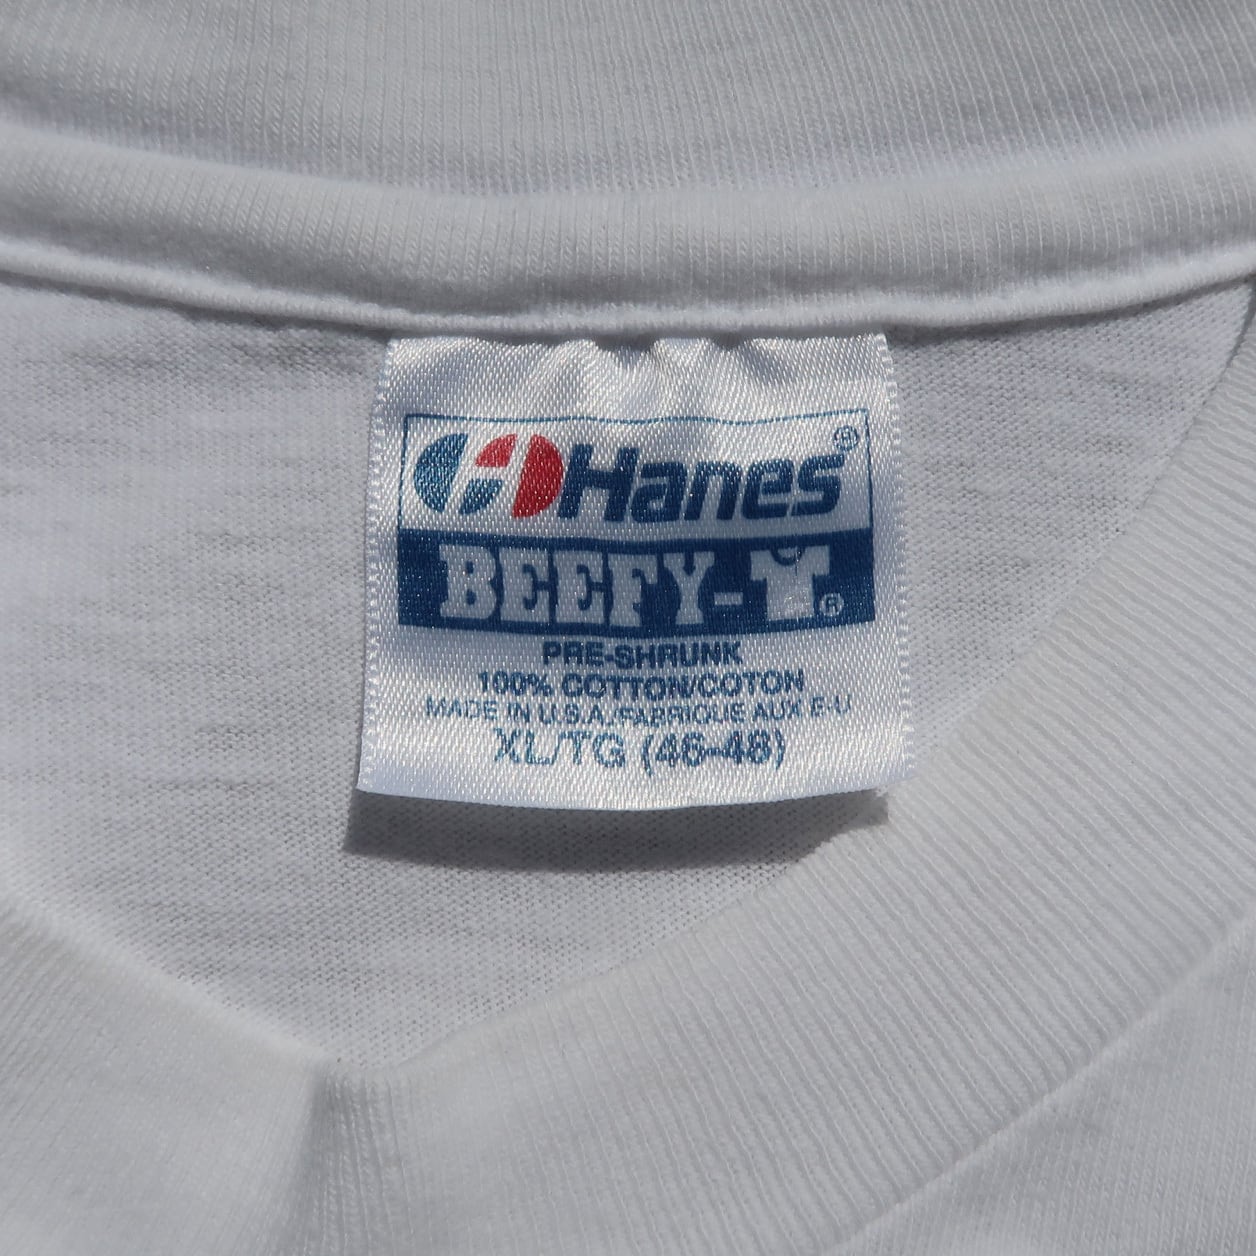 Hanes®
BEEFY-T®
PRE-SHRUNK
100% COTTON/COTON
MADE IN U.S.A./FABRIQUE AUX E-U
XL/TG (46-48)